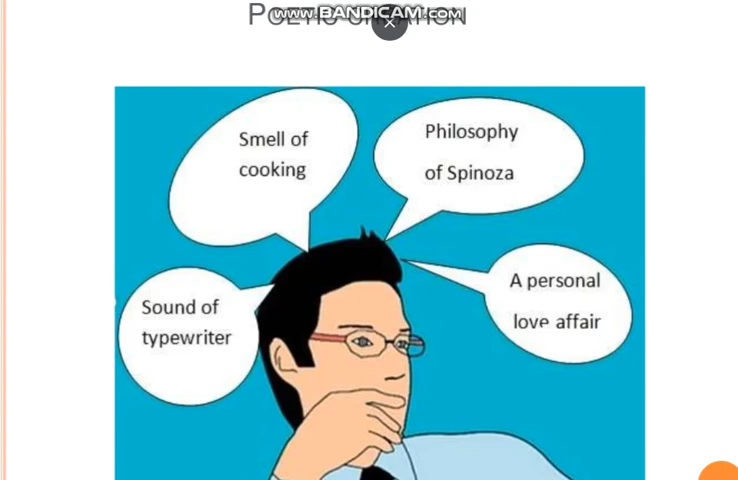 www.BANDICAM.com
Smell of
cooking
Philosophy
of Spinoza
A personal
love affair
Sound of
typewriter